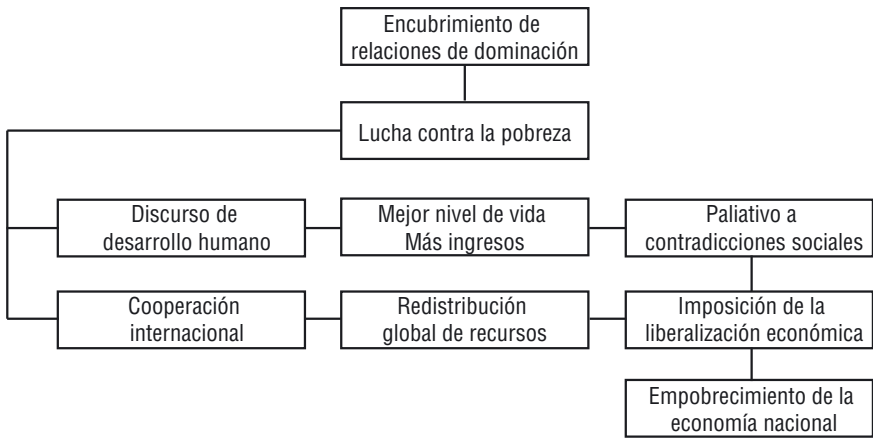 Encubrimiento de
relaciones de dominación
Lucha contra la pobreza
Discurso de
desarrollo humano
Mejor nivel de vida
Más ingresos
Paliativo a
contradicciones sociales
Cooperación
internacional
Redistribución
global de recursos
Imposición de la
liberalización económica
Empobrecimiento de la
economía nacional